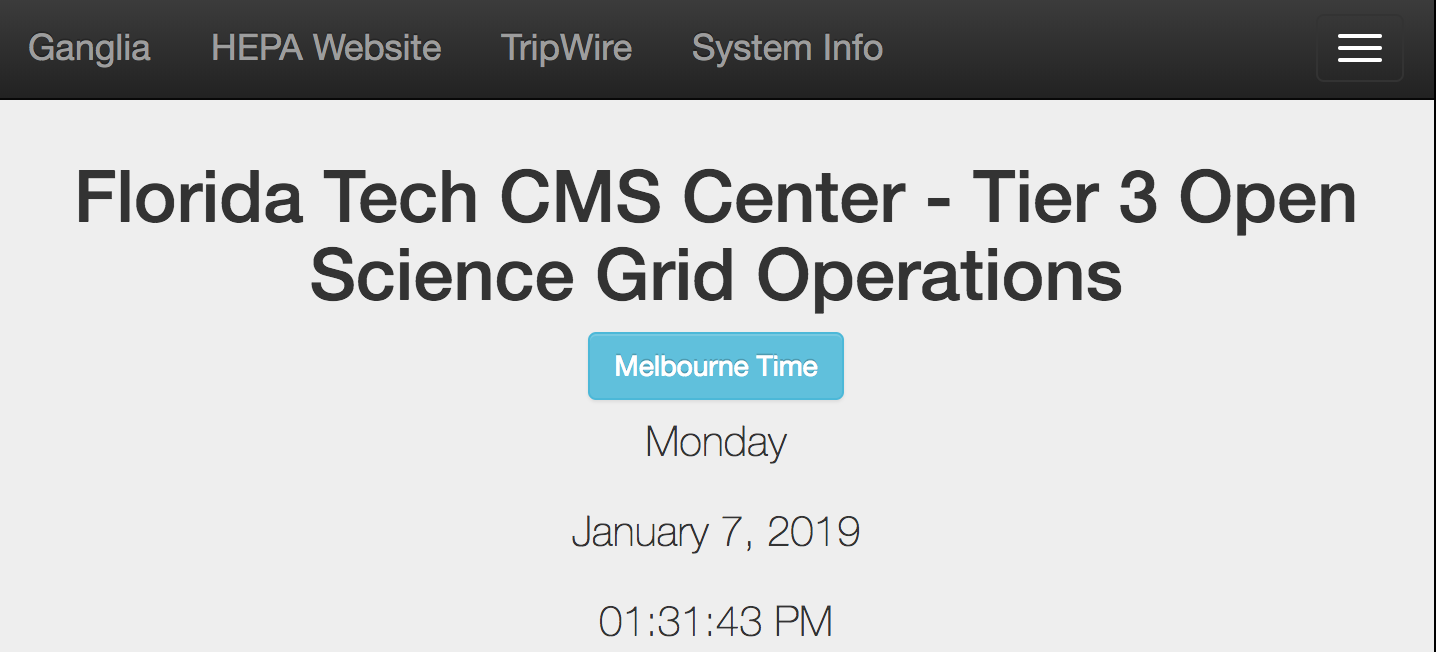 Ganglia HEPA Website TripWire System Info
Florida Tech CMS Center - Tier 3 Open
Science Grid Operations
Melbourne Time
Monday
January 7, 2019
01:31:43 PM